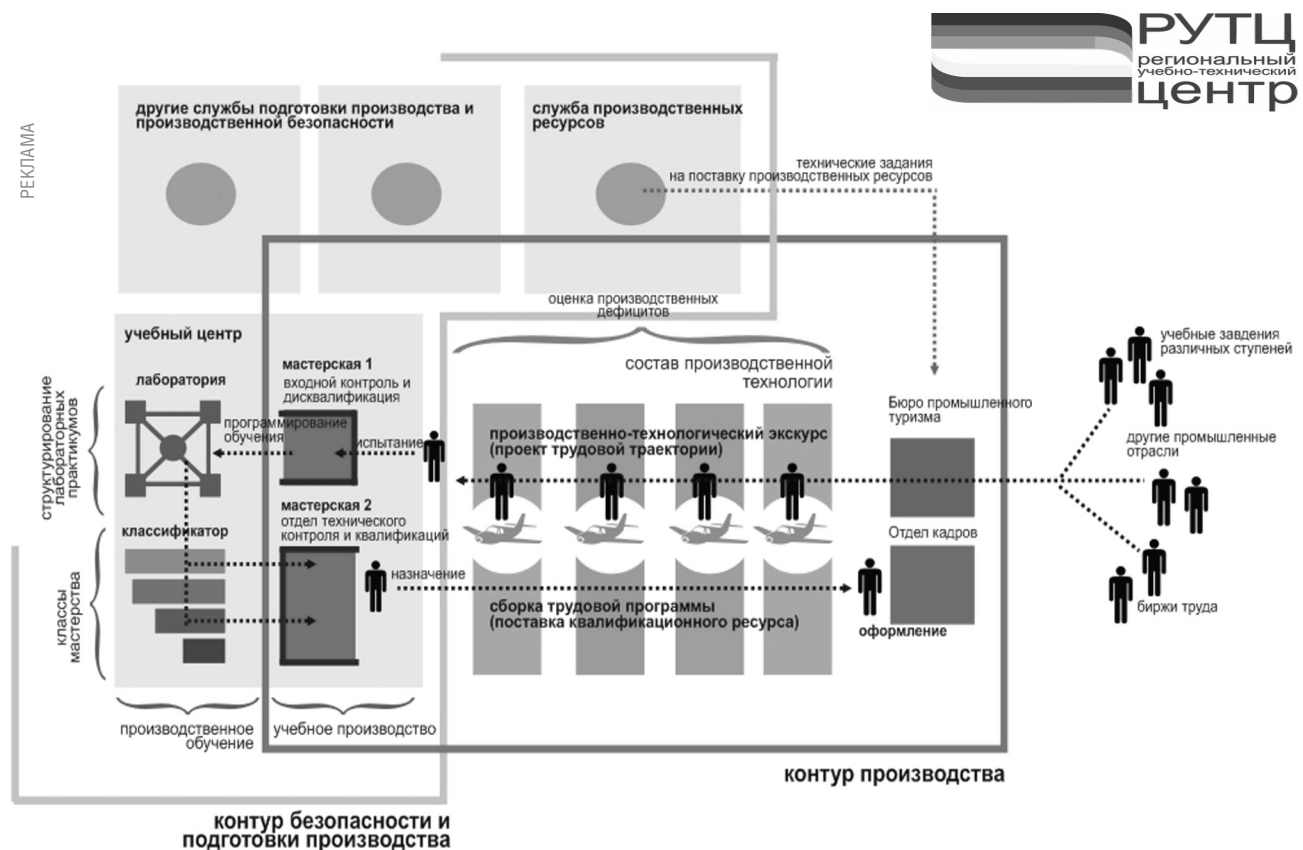 РУТЦ
региональный
учебно-технический
центр
РЕКЛАМА
другие службы подготовки производства и
производственной безопасности
служба производственных
ресурсов
технические задания
на поставку производственных ресурсов
оценка производственных
дефицитов
учебный центр
лаборатория
мастерская 1
входной контроль и
дисквалификация
состав производственной
технологии
учебные завдения
различных ступеней
структурирование
лабораторных
практикумов
программирование
обучения
испытание
производственно-технологический экскурс
(проект трудовой траектории)
Бюро промышленного
туризма
другие промышленные
отрасли
классификатор
мастерская 2
отдел технического
контроля и квалификаций
Отдел кадров
классы
мастерства
назначение
сборка трудовой программы
(поставка квалификационного ресурса)
оформление
биржи труда
производственное
обучение
учебное производство
контур производства
контур безопасности и
подготовки производства